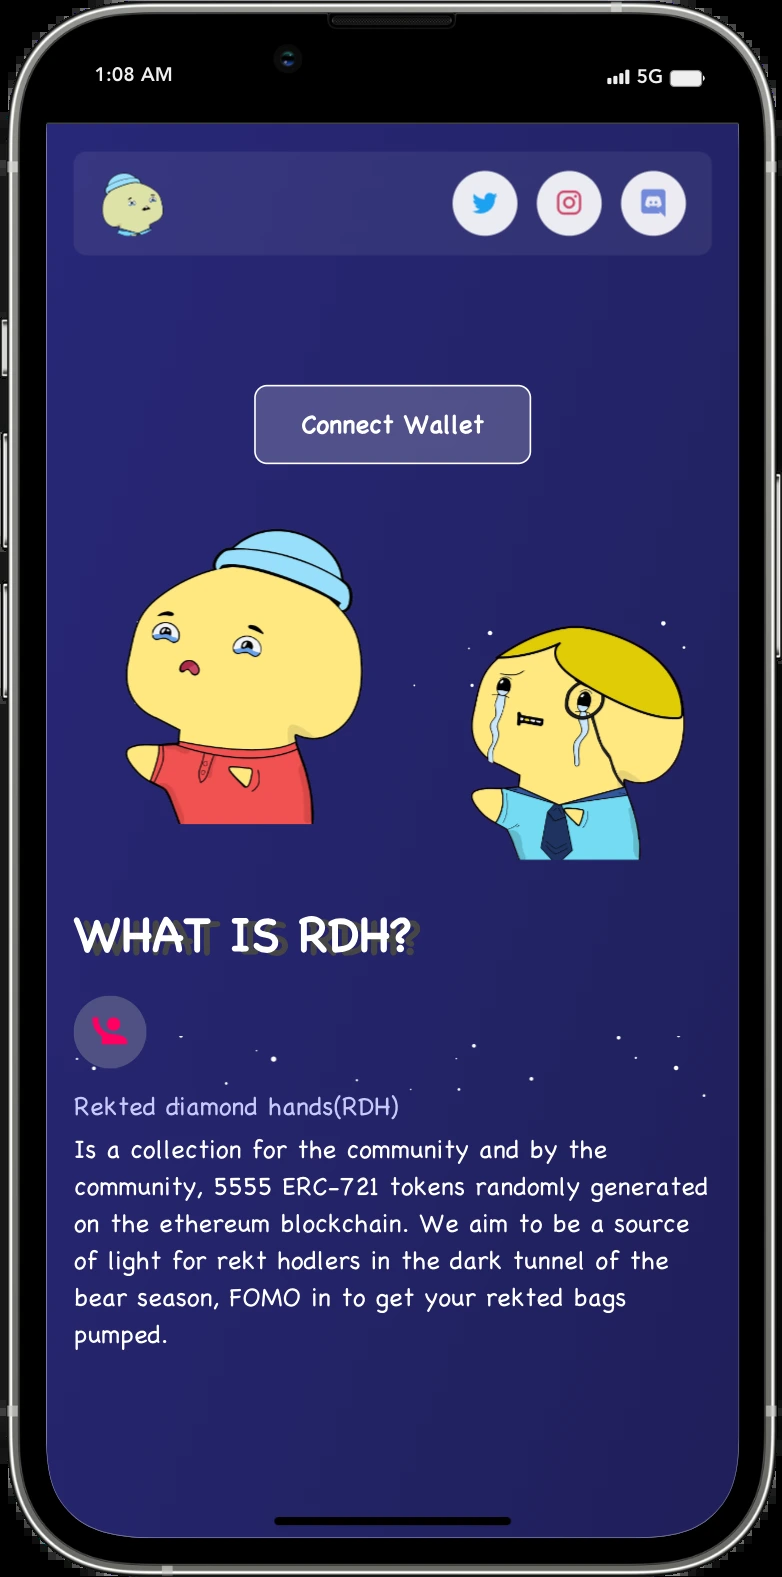 1:08 AM
5G
Connect Wallet
WHAT IS RDH?
Rekted diamond hands(RDH)
Is a collection for the community and by the
community, 5555 ERC-721 tokens randomly generated
on the ethereum blockchain. We aim to be a source
of light for rekt hodlers in the dark tunnel of the
bear season, FOMO in to get your rekted bags
pumped.